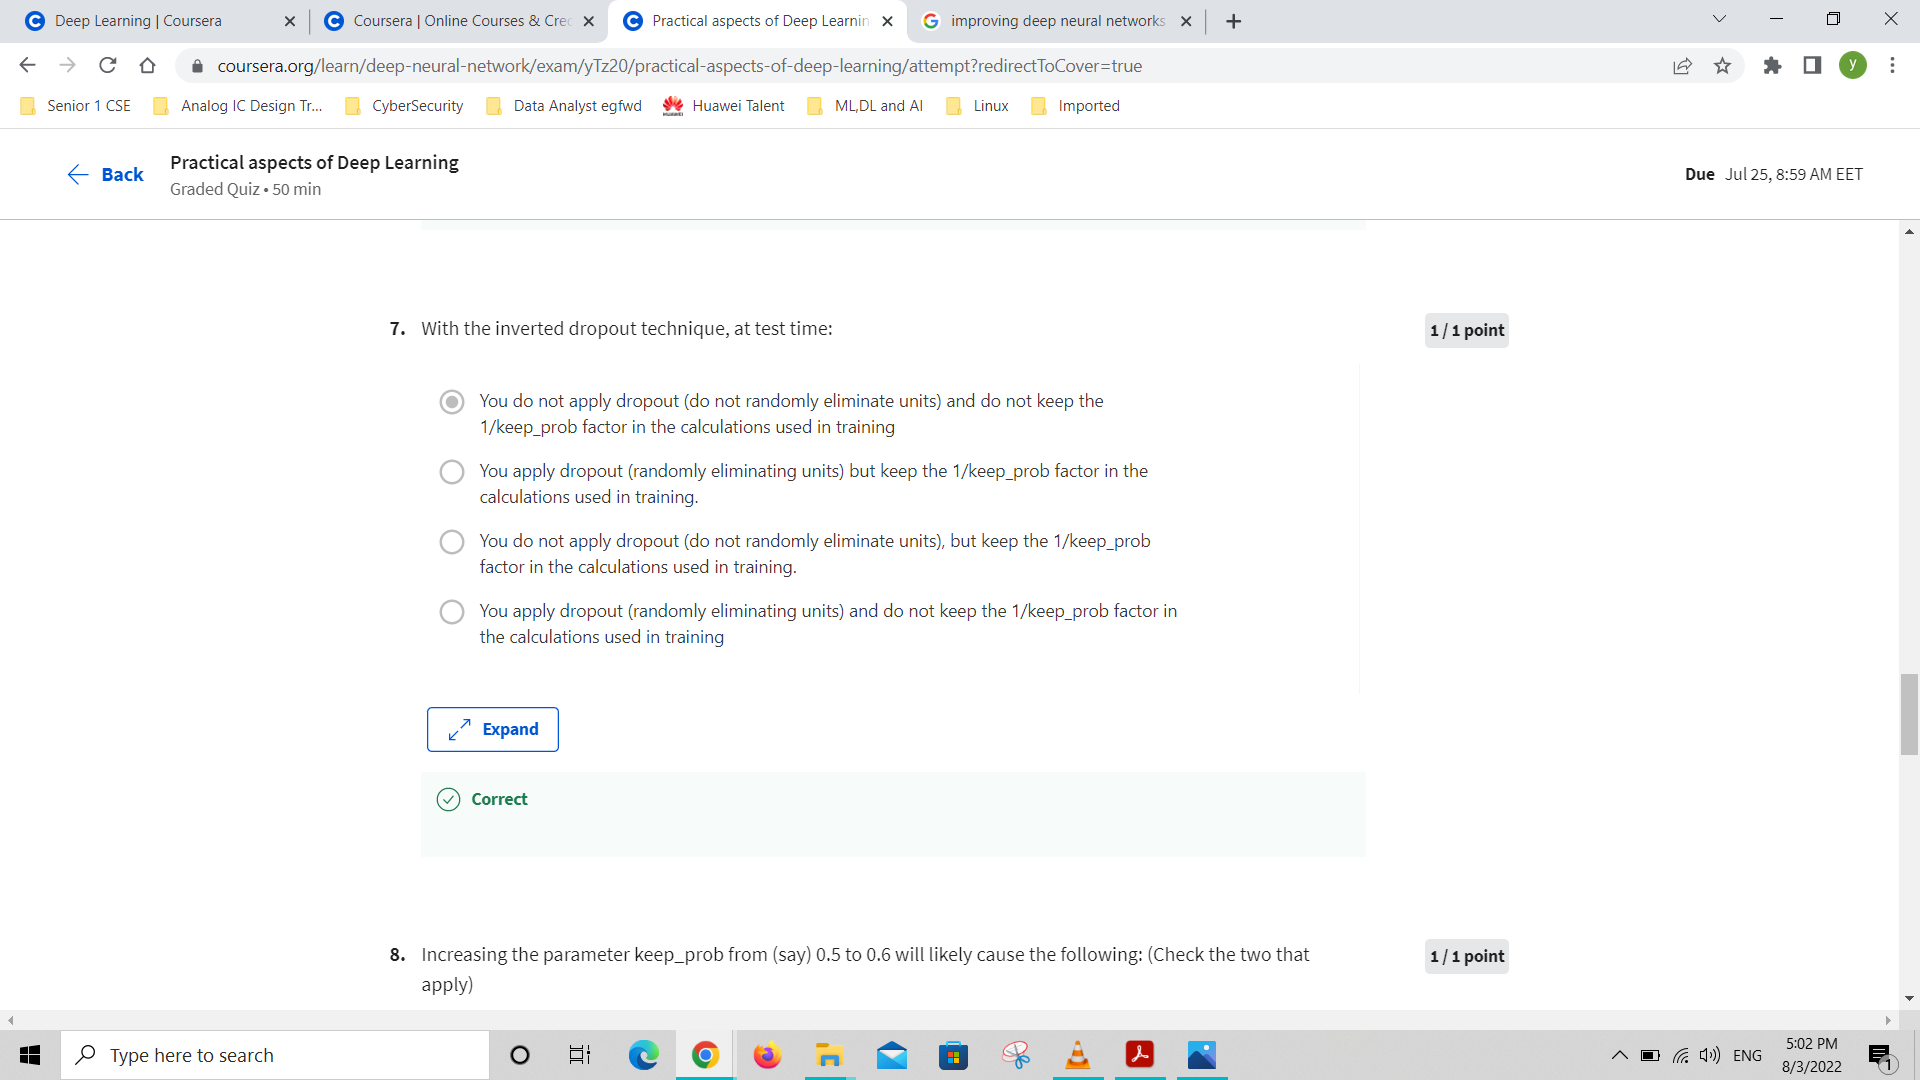 Deep Learning | Coursera
Coursera | Online Courses & Cre
Practical aspects of Deep Learnin
improving deep neural networks
coursera.org/learn/deep-neural-network/exam/yTz20/practical-aspects-of-deep-learning/attempt?redirectToCover=true
y
Senior 1 CSE
Analog IC Design Tr...
CyberSecurity
Data Analyst egfwd
Huawei Talent
ML,DL and AI
Linux
Imported
Back
Practical aspects of Deep Learning
Graded Quiz • 50 min
Due Jul 25, 8:59 AM EET
7. With the inverted dropout technique, at test time:
1 / 1 point
You do not apply dropout (do not randomly eliminate units) and do not keep the
1/keep_prob factor in the calculations used in training
You apply dropout (randomly eliminating units) but keep the 1/keep_prob factor in the
calculations used in training.
You do not apply dropout (do not randomly eliminate units), but keep the 1/keep_prob
factor in the calculations used in training.
You apply dropout (randomly eliminating units) and do not keep the 1/keep_prob factor in
the calculations used in training
Expand
Correct
8. Increasing the parameter keep_prob from (say) 0.5 to 0.6 will likely cause the following: (Check the two that
apply)
1 / 1 point
Type here to search
ENG
5:02 PM
8/3/2022
1